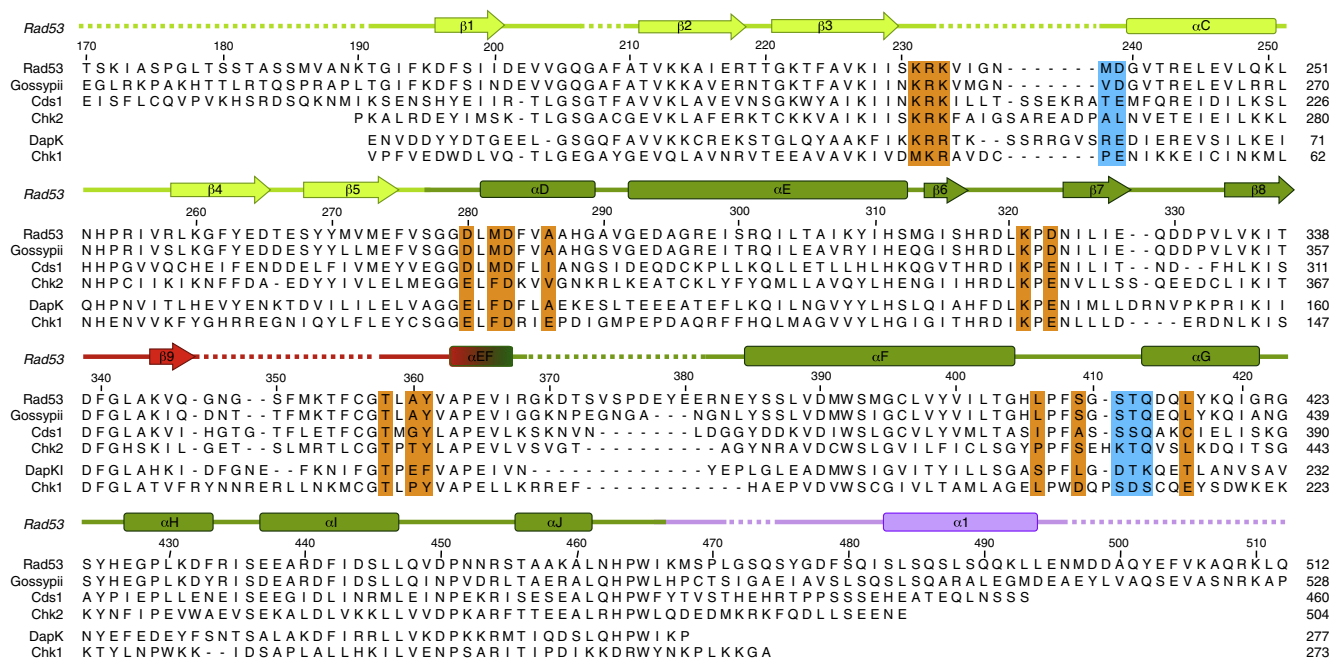 Rad53 β1 β2 β3 αC
170 180 190 200 210 220 230 240 250
Rad53 TSKIASPGLTSSTASSMVANKTGIFKDFSIIDEVVGQGAFATVKKAIERTTGKTFAVKIISKRKVIGN-------MDGVTRELEVLQKL 251
Gossypii EGLRKPAKHTTLRTQSPRAPLTGIFKDFSINDEVVGQGAFATVKKAVERNTGKTFAVKIINKRKVMGN-------VDGVTRELEVLRRL 270
Cds1 EISFLCQVPVKHSRDSQKNMIKSENSHYEIIR-TLGSGTFAVVKLAVEVNSGKWYAIKIINKRKILLT--SSEKRATEMFQREIDILKSL 226
Chk2 PKALRDEYIMSK-TLGSGACGEVKLAFERKTCKKVAIKIISKRKFAIGSAREADPALNVETEIEILKKL 280
DapK ENVDDYYDTGEEL-GSGQFAVVKKCREKSTGLQYAAKFIKKRRTK--SSRRGVSREDIEREVSILKEI 81
Chk1 VPFVEDWDLVQ-TLGEGAYGEVQLAVNRVTEEAVAVKIVDMKRAVDC-------PENIKKEICINKML 62
Rad53 β4 β5 αD αE β6 β7 β8
260 270 280 290 300 310 320 330
Rad53 NHPRIVRLKGFYEDTESYYMVMEFVSGGDLMDFVAAHGAVGEDAGREISRQILTAIKYIHSMGISHRDLKPDNILIE-QDDPVLVKIT 338
Gossypii NHPRIVRLKGFYEDDESYYLLMEFVSGGDLMDFVAAHGAVGEDAGREITRQILEAVRYIHEQGISHRDLKPDNILIE-QDDPVLVKIT 357
Cds1 HHPGVVQCHEIFENDDELFIVMEYVEGGDLMDFLIANGSIDEQDCKPLLKQLLETLLHLHKQGVTHRDIKPENILIT-ND-FHLKIS 311
Chk2 NHPCIIKIKNFFDA-EDYYIVLELMEGGELFDKVVGNKRLKEATCKLYFYQMLLAVQYLHENGIIHRDLKPENVLLSSQEEDCLIKIT 367
DapK QHPNVITLHEVYENKTDVILILELVAGGELFDFLAEKESLTEEEATEFLKQILNGVYYLHSLQIAHFDLKPENIMLLDRNVPKPRIKII 160
Chk1 NHENVVKFYGHRREGNIQYLFLEYCSGGELFDRIEPDIGMPEPDAQRFFHQLMAGVVYLHGIGITHRDIKPENLLLD----ERDNLKIS 147
Rad53 β9 αEF αF αG
340 350 360 370 380 390 400 410 420
Rad53 DFGLAKVQ-GNG--SFMKTFCGTLAYVAPEVIRGKDTSVSPDEYEERNEYSSLVDMWSMGCLVYVILTGHLPFSG-STQDQLYKQIGRG 423
Gossypii DFGLAKIQ-DNT--TFMKTFCGTLAYVAPEVIGGKNPEGNGA--EEGNLYSSLVDMWSIGCLVYVILTGHLPFSG-STQEQLYKQIANG 439
Cds1 DFGLAKVI-HGTG-TFLETFCGTMGYLAPEVLKSKNVN-----LDGGYDDKVDIWSLGCVLYVMLTASIPFAS-SSQAKCIELISKG 390
Chk2 DFGHSKIL-GET--SLMRTLCGTPTYLAPEVLVSVGT------AGYNRAVDCWSLGVILFICLSGYPPFSEHKTQVSLKDQITSG 443
DapKI DFGLAHKI-DFGNE-FKNIFGTPEFVAPEIVN-----------YEPLGLEADMWSIGVITYILLSGASPFLG-DTKQETLANVSAV 232
Chk1 DFGLATVFRYNNRERLLNKMCGTLPYVAPELLKRREF------HAEPVDVWSCGIVLTAMLAGELPWDQPSDSCQEYSDWKEK 223
Rad53 αH αI αJ α1
430 440 450 460 470 480 490 500 510
Rad53 SYHEGPLKDFRISEEARDFIDSLLQVDPNNRSTAAKALNHPWIKMSPLGSQSYGDFSQISLSQSLSQQKLLENMDDAQYEFVKAQRKLQ 512
Gossypii SYHEGPLKDYRISDEARDFIDSLLQINPVDRLTAERALQHPWLHPCTSIGAEIAVSLSQSLSQARALEGMDEAEYLVAQSEVASNRKAP 528
Cds1 AYPIEPLLENEISEEGIDLINRMLEINPEKRISESEALQHPWFYTVSTHEHRTPPSSSEHEATEQLNSSS 460
Chk2 KYNFIPEVWAEVSEKALDLVKKLLVVDPKARFTTEEALRHPWLQDEDMKRKFQDLLSEENE 504
DapK NYEFEDEYFSNTSALAKDFIRRLLVKDPKKRMTIQDSLQHPWIKP 277
Chk1 KTYLNPWKK--IDSAPLALLHKILVENPSARITIPDIKKDRWYNKPLKKGA 273